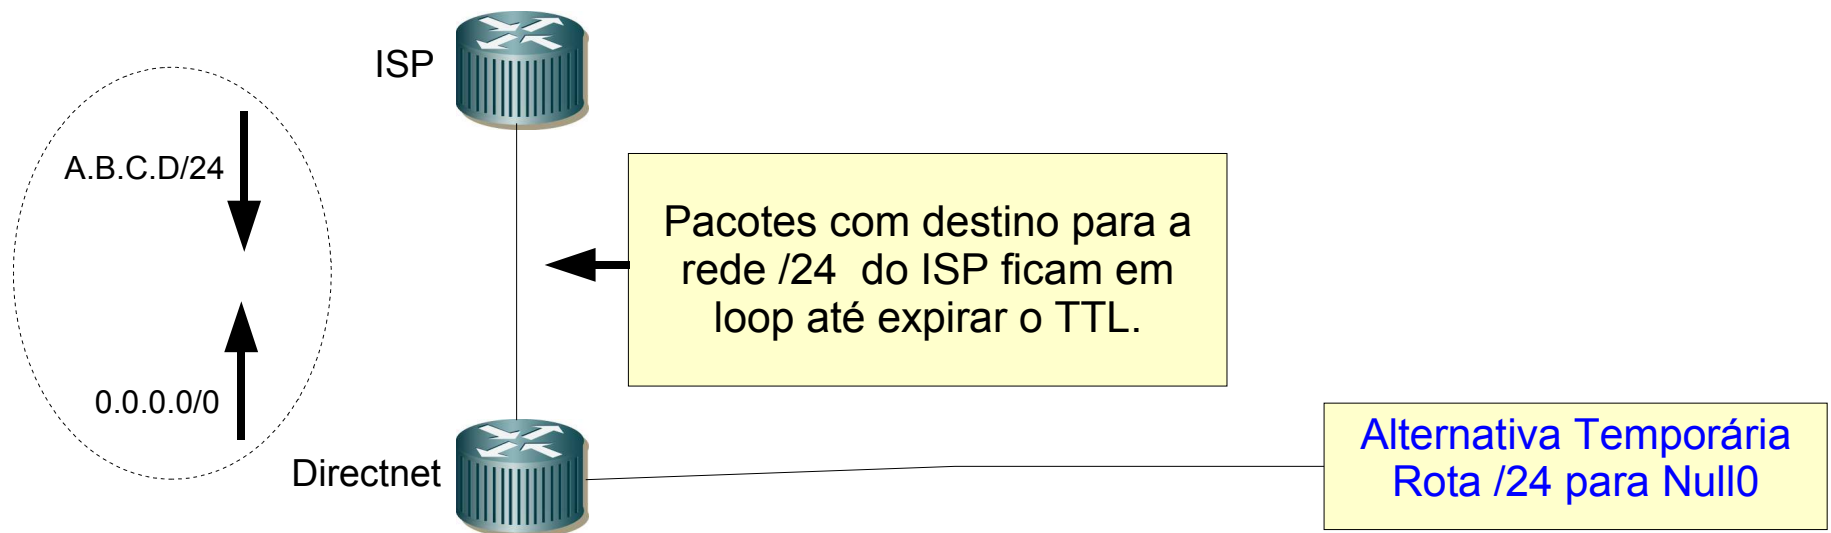 ISP
A.B.C.D/24
Pacotes com destino para a
rede /24 do ISP ficam em
loop até expirar o TTL.
0.0.0.0/0
Directnet
Alternativa Temporária
Rota /24 para Null0